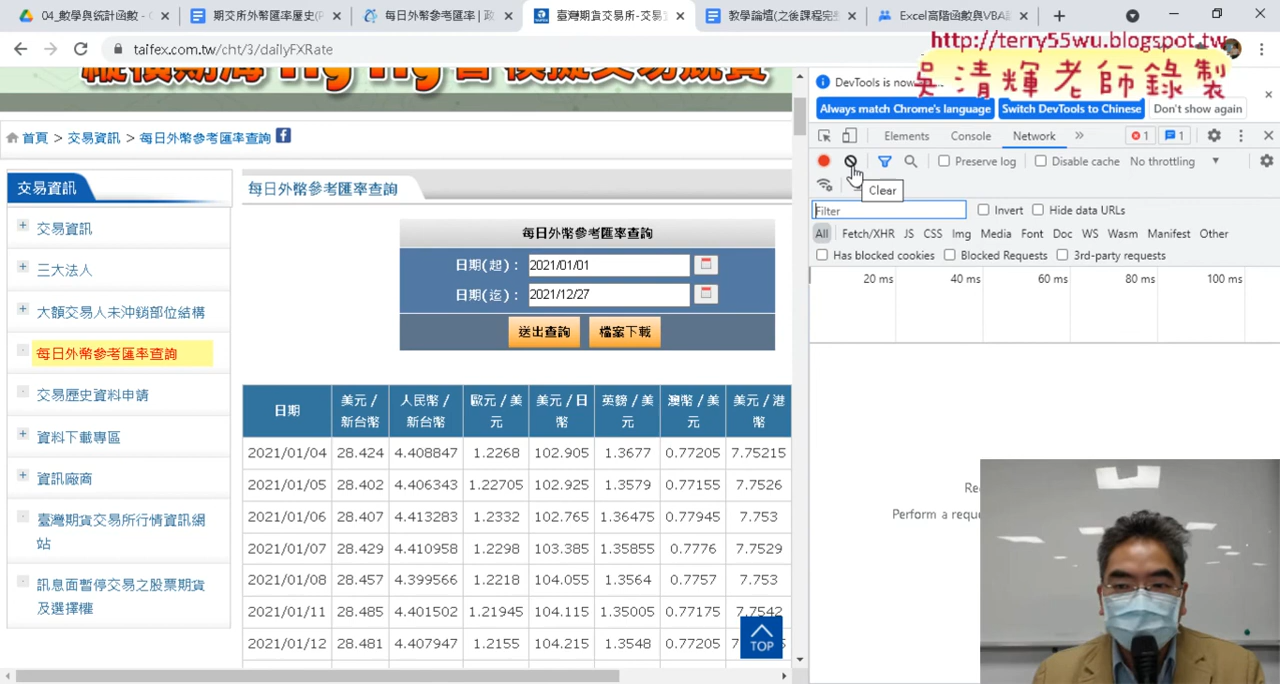 04_數學與統計函數 -
期交所外幣匯率歷史(P
每日外幣參考匯率 | 政
臺灣期貨交易所-交易
教學論壇(之後課程完
Excel高階函數與VBA
taifex.com.tw/cht/3/dailyFXRate
http://terry55wu.blogspot.tw
吳清輝老師錄製
首頁 > 交易資訊 > 每日外幣參考匯率查詢
交易資訊
交易資訊
三大法人
大額交易人未沖銷部位結構
每日外幣參考匯率查詢
交易歷史資料申請
資料下載專區
資訊廠商
臺灣期貨交易所行情資訊網
站
訊息面暫停交易之股票期貨
及選擇權
每日外幣參考匯率查詢
每日外幣參考匯率查詢
日期(起)： 2021/01/01
日期(迄)： 2021/12/27
送出查詢 檔案下載
日期 美元／新台幣 人民幣／新台幣 歐元／美元 美元／日幣 英鎊／美元 澳幣／美元 美元／港幣
2021/01/04 28.424 4.408847 1.2268 102.905 1.3677 0.77205 7.75215
2021/01/05 28.402 4.406343 1.22705 102.925 1.3579 0.77155 7.7526
2021/01/06 28.407 4.413283 1.2332 102.765 1.36475 0.77945 7.753
2021/01/07 28.429 4.410958 1.2298 103.385 1.35855 0.7776 7.7529
2021/01/08 28.457 4.399566 1.2218 104.055 1.3564 0.7757 7.753
2021/01/11 28.485 4.401502 1.21945 104.115 1.35005 0.77175 7.7542
2021/01/12 28.481 4.407947 1.2155 104.215 1.3548 0.77205
TOP
DevTools is now
Always match Chrome's language Switch DevTools to Chinese Don't show again
Elements Console Network » 1 1
Preserve log Disable cache No throttling
Clear
Filter Invert Hide data URLs
All Fetch/XHR JS CSS Img Media Font Doc WS Wasm Manifest Other
Has blocked cookies Blocked Requests 3rd-party requests
20 ms 40 ms 60 ms 80 ms 100 ms
Perform a requ